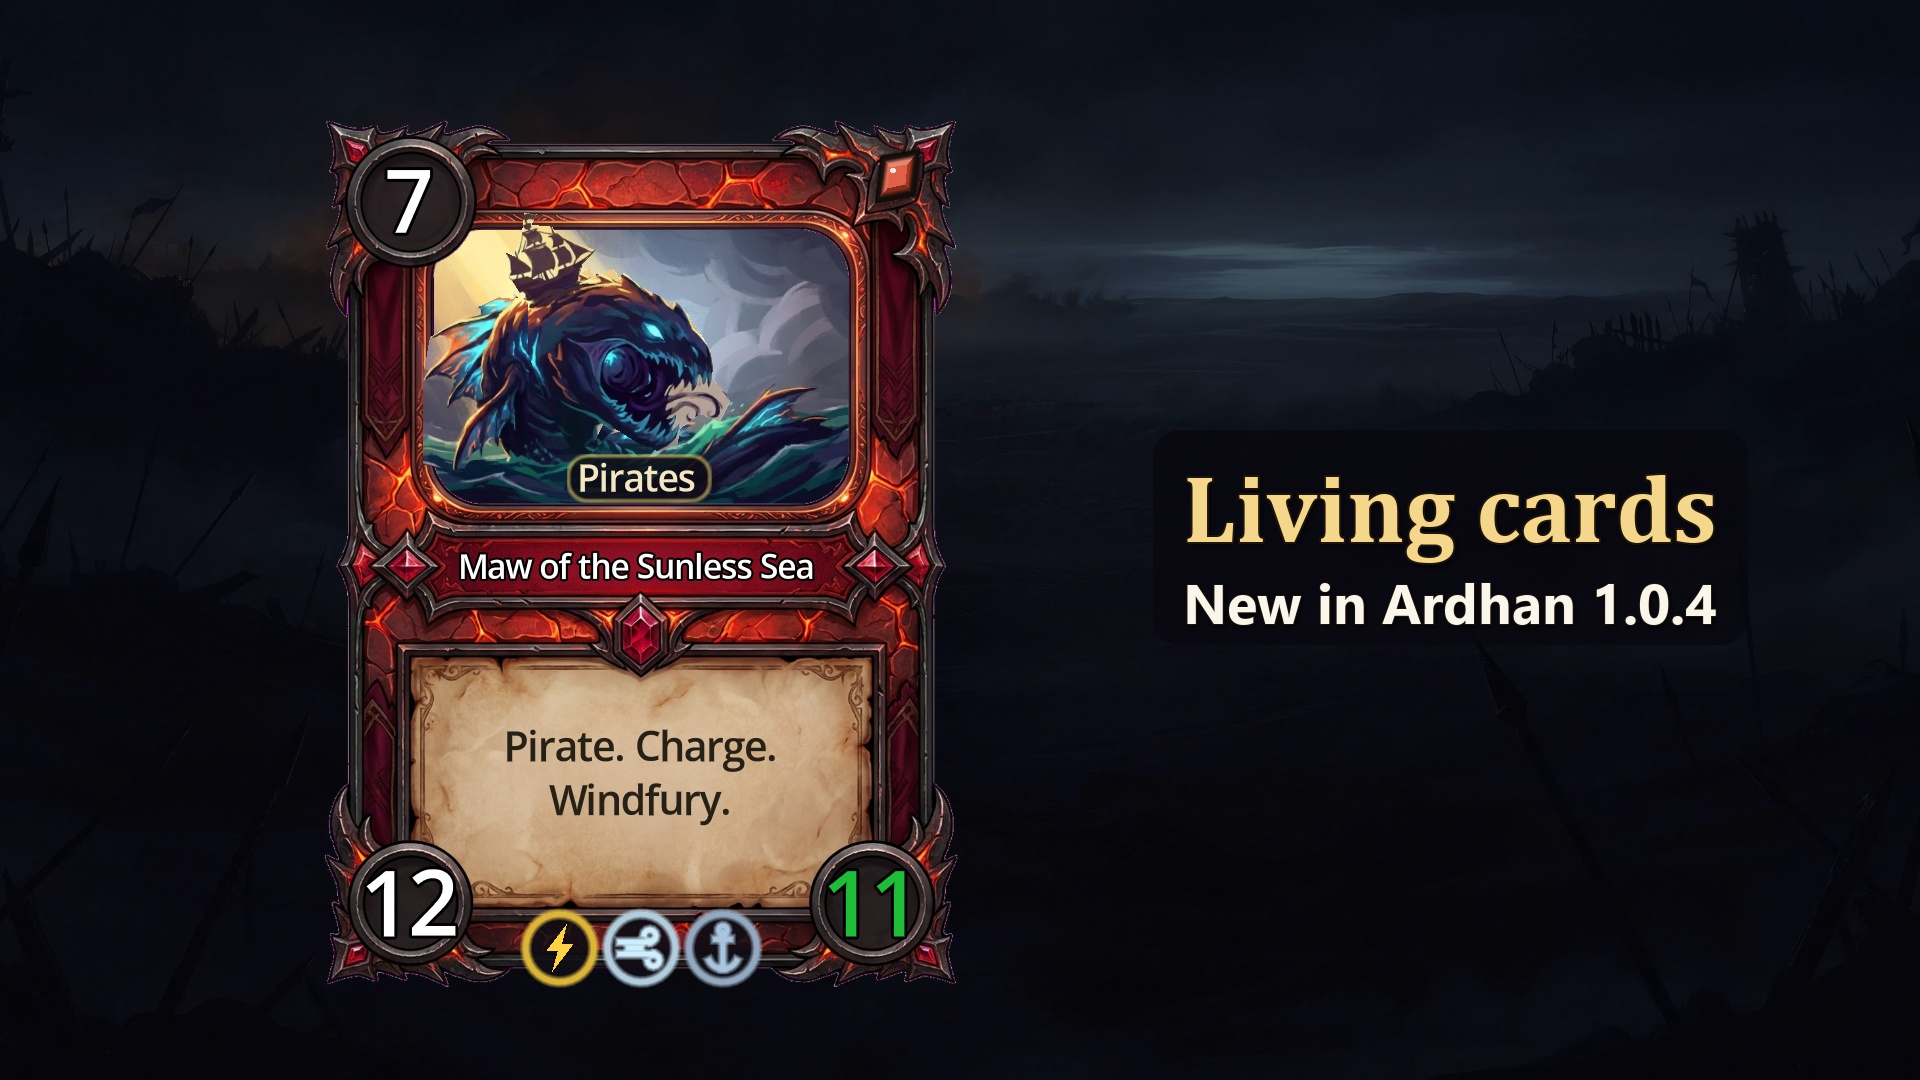 7
Pirates
Maw of the Sunless Sea
Pirate. Charge.
Windfury.
12
11
Living cards
New in Ardhan 1.0.4